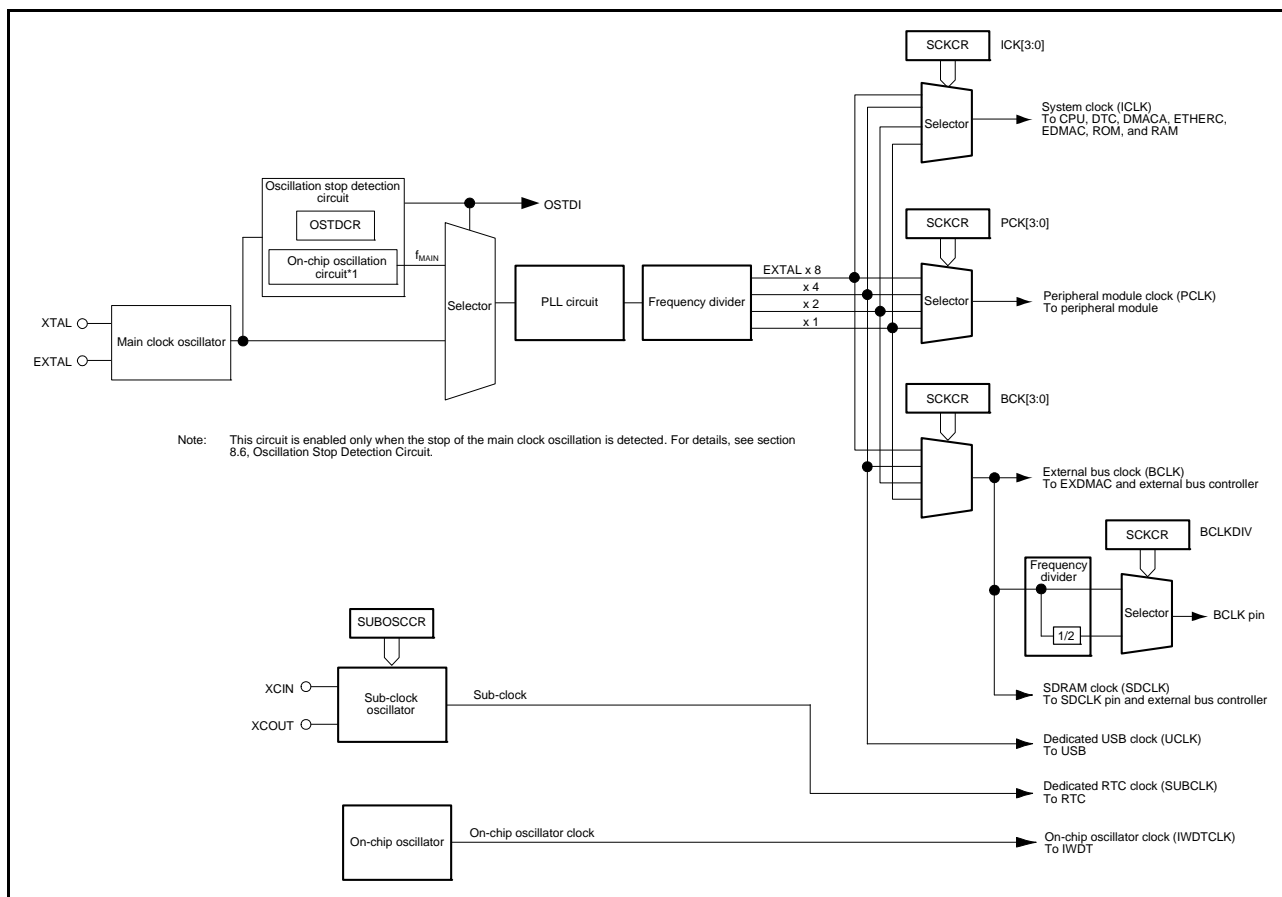 SCKCR
ICK[3:0]
Selector
System clock (ICLK)
To CPU, DTC, DMACA, ETHERC,
EDMAC, ROM, and RAM
Oscillation stop detection
circuit
OSTDCR
On-chip oscillation
circuit*1
OSTDI
fMAIN
Selector
XTAL
EXTAL
Main clock oscillator
PLL circuit
Frequency divider
EXTAL x 8
x 4
x 2
x 1
SCKCR
PCK[3:0]
Selector
Peripheral module clock (PCLK)
To peripheral module
SCKCR
BCK[3:0]
Note: This circuit is enabled only when the stop of the main clock oscillation is detected. For details, see section
8.6, Oscillation Stop Detection Circuit.
External bus clock (BCLK)
To EXDMAC and external bus controller
SCKCR
BCLKDIV
Frequency
divider
1/2
Selector
BCLK pin
SUBOSCCR
XCIN
XCOUT
Sub-clock
oscillator
Sub-clock
SDRAM clock (SDCLK)
To SDCLK pin and external bus controller
Dedicated USB clock (UCLK)
To USB
Dedicated RTC clock (SUBCLK)
To RTC
On-chip oscillator
On-chip oscillator clock
On-chip oscillator clock (IWDTCLK)
To IWDT